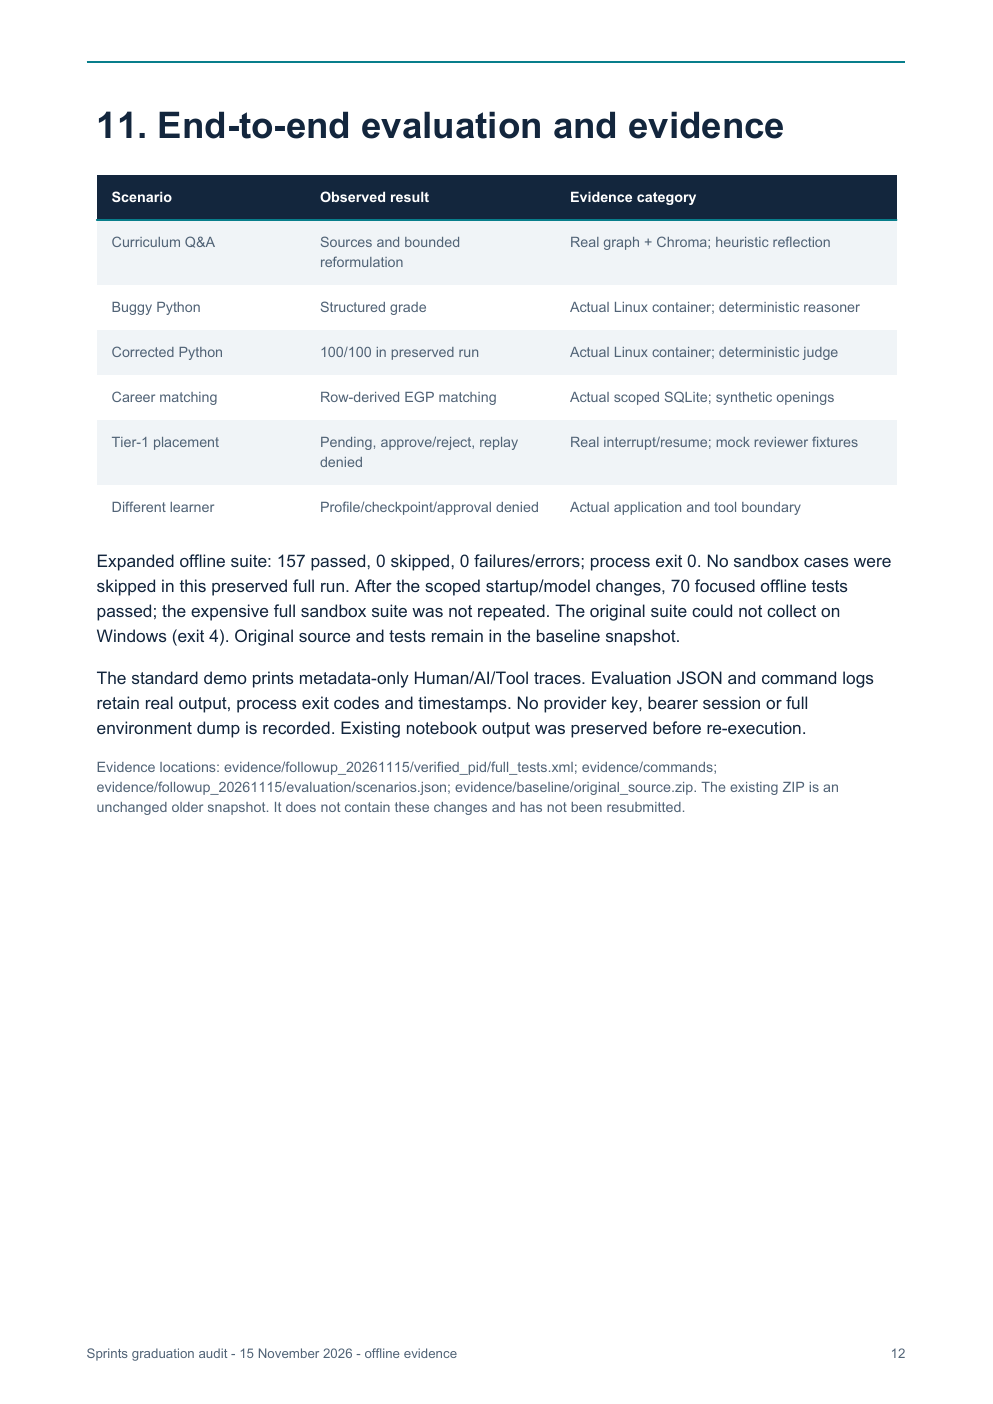 11. End-to-end evaluation and evidence
Scenario Observed result Evidence category
Curriculum Q&A Sources and bounded Real graph + Chroma; heuristic reflection
reformulation
Buggy Python Structured grade Actual Linux container; deterministic reasoner
Corrected Python 100/100 in preserved run Actual Linux container; deterministic judge
Career matching Row-derived EGP matching Actual scoped SQLite; synthetic openings
Tier-1 placement Pending, approve/reject, replay Real interrupt/resume; mock reviewer fixtures
denied
Different learner Profile/checkpoint/approval denied Actual application and tool boundary
Expanded offline suite: 157 passed, 0 skipped, 0 failures/errors; process exit 0. No sandbox cases were
skipped in this preserved full run. After the scoped startup/model changes, 70 focused offline tests
passed; the expensive full sandbox suite was not repeated. The original suite could not collect on
Windows (exit 4). Original source and tests remain in the baseline snapshot.
The standard demo prints metadata-only Human/AI/Tool traces. Evaluation JSON and command logs
retain real output, process exit codes and timestamps. No provider key, bearer session or full
environment dump is recorded. Existing notebook output was preserved before re-execution.
Evidence locations: evidence/followup_20261115/verified_pid/full_tests.xml; evidence/commands;
evidence/followup_20261115/evaluation/scenarios.json; evidence/baseline/original_source.zip. The existing ZIP is an
unchanged older snapshot. It does not contain these changes and has not been resubmitted.
Sprints graduation audit - 15 November 2026 - offline evidence 12